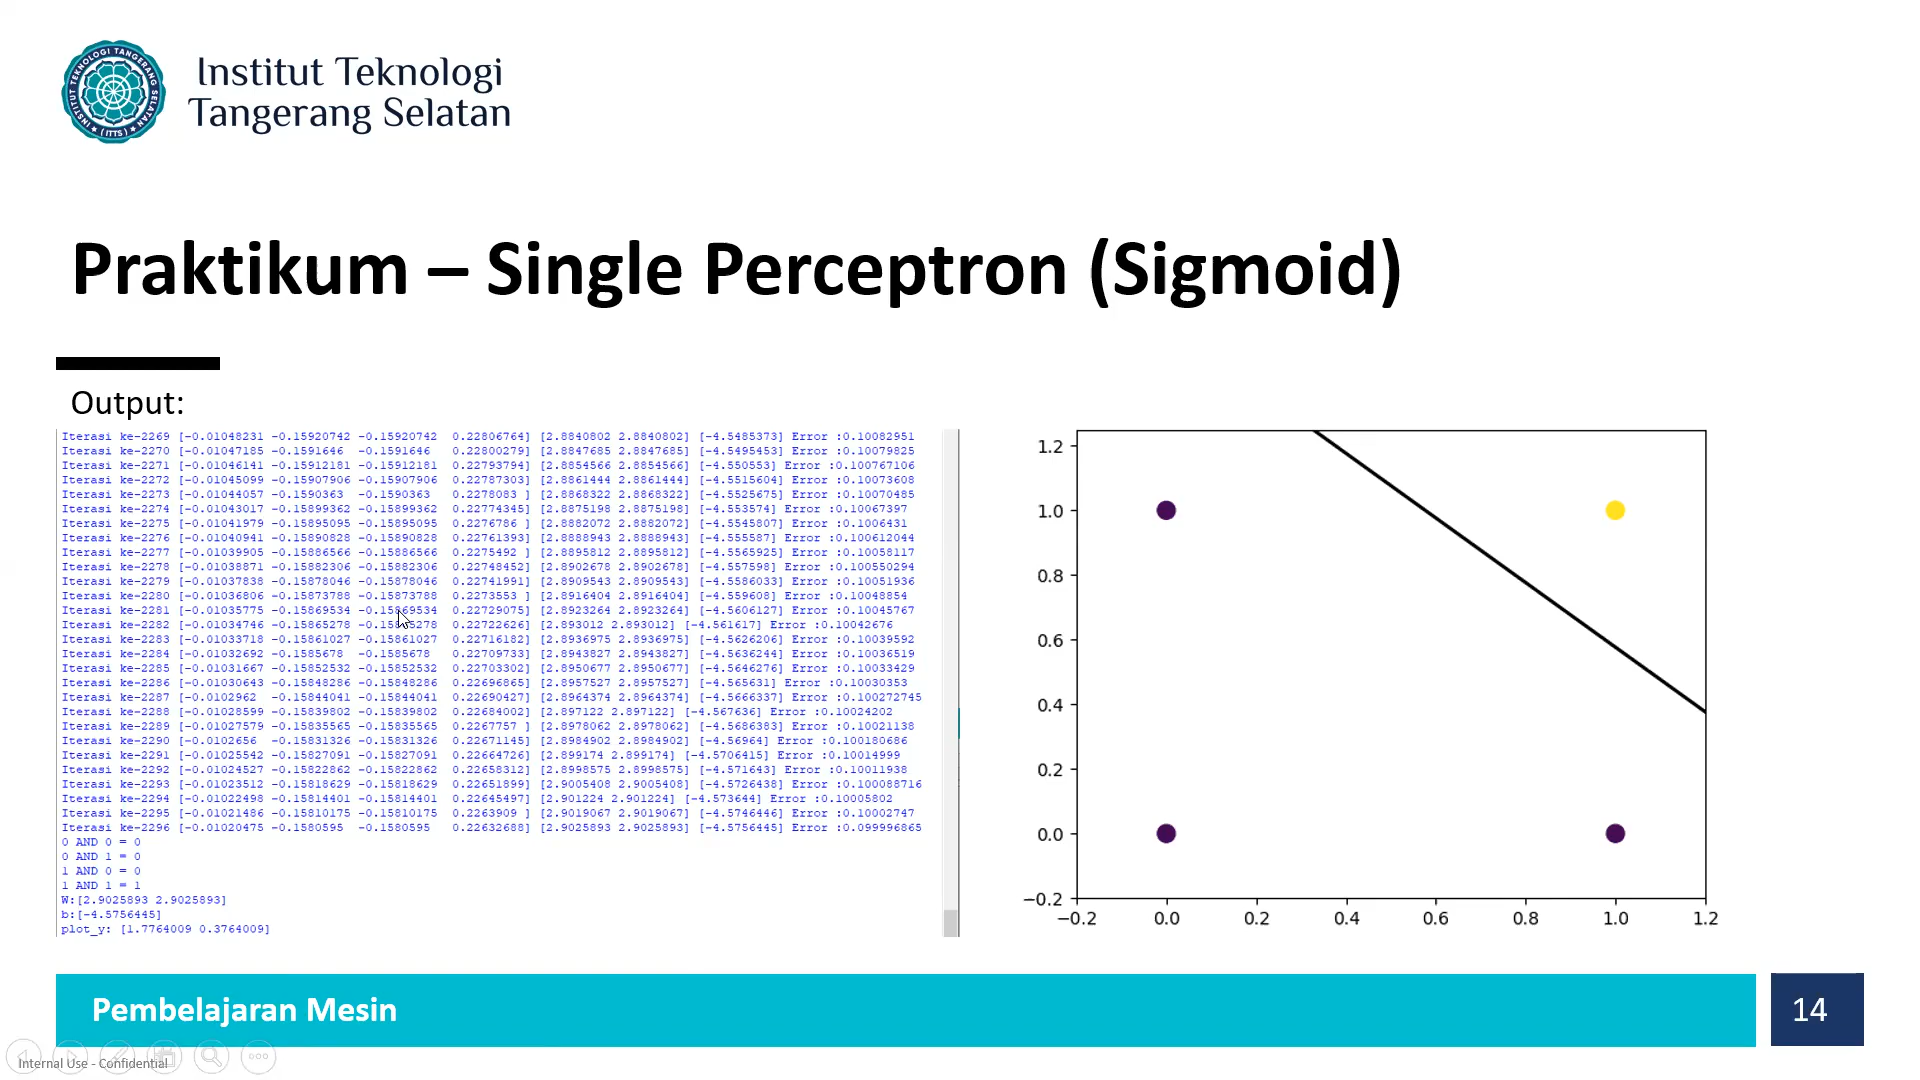 INSTITUT TEKNOLOGI TANGERANG SELATAN
(ITTS)
Institut Teknologi
Tangerang Selatan
Praktikum – Single Perceptron (Sigmoid)
Output:
Iterasi ke-2269 [-0.01048231 -0.15920742 -0.15920742  0.22806764] [2.8840802 2.8840802] [-4.5485373] Error :0.10082951
Iterasi ke-2270 [-0.01047185 -0.1591646  -0.1591646   0.22800279] [2.8847685 2.8847685] [-4.5495453] Error :0.10079825
Iterasi ke-2271 [-0.01046141 -0.15912181 -0.15912181  0.22793794] [2.8854566 2.8854566] [-4.550553] Error :0.100767106
Iterasi ke-2272 [-0.01045099 -0.15907906 -0.15907906  0.22787303] [2.8861444 2.8861444] [-4.5515604] Error :0.10073608
Iterasi ke-2273 [-0.01044057 -0.1590363  -0.1590363   0.2278083 ] [2.8868322 2.8868322] [-4.5525675] Error :0.10070485
Iterasi ke-2274 [-0.01043017 -0.15899362 -0.15899362  0.22774345] [2.8875198 2.8875198] [-4.553574] Error :0.10067397
Iterasi ke-2275 [-0.01041979 -0.15895095 -0.15895095  0.2276786 ] [2.8882072 2.8882072] [-4.5545807] Error :0.1006431
Iterasi ke-2276 [-0.01040941 -0.15890828 -0.15890828  0.22761393] [2.8888943 2.8888943] [-4.555587] Error :0.100612044
Iterasi ke-2277 [-0.01039905 -0.15886566 -0.15886566  0.2275492 ] [2.8895812 2.8895812] [-4.5565925] Error :0.10058117
Iterasi ke-2278 [-0.01038871 -0.15882306 -0.15882306  0.22748452] [2.8902678 2.8902678] [-4.557598] Error :0.100550294
Iterasi ke-2279 [-0.01037838 -0.15878046 -0.15878046  0.22741991] [2.8909543 2.8909543] [-4.5586033] Error :0.10051936
Iterasi ke-2280 [-0.01036806 -0.15873788 -0.15873788  0.2273553 ] [2.8916404 2.8916404] [-4.559608] Error :0.10048854
Iterasi ke-2281 [-0.01035775 -0.15869534 -0.15869534  0.22729075] [2.8923264 2.8923264] [-4.5606127] Error :0.10045767
Iterasi ke-2282 [-0.01034746 -0.15865278 0.22722626] [2.893012 2.893012] [-4.561617] Error :0.10042676
Iterasi ke-2283 [-0.01033718 -0.15861027 -0.15861027  0.22716182] [2.8936975 2.8936975] [-4.5626206] Error :0.10039592
Iterasi ke-2284 [-0.01032692 -0.1585678  -0.1585678   0.22709733] [2.8943827 2.8943827] [-4.5636244] Error :0.10036519
Iterasi ke-2285 [-0.01031667 -0.15852532 -0.15852532  0.22703302] [2.8950677 2.8950677] [-4.5646276] Error :0.10033429
Iterasi ke-2286 [-0.01030643 -0.15848286 -0.15848286  0.22696865] [2.8957527 2.8957527] [-4.565631] Error :0.10030353
Iterasi ke-2287 [-0.0102962  -0.15844041 -0.15844041  0.22690427] [2.8964374 2.8964374] [-4.5666337] Error :0.100272745
Iterasi ke-2288 [-0.01028599 -0.15839802 -0.15839802  0.22684002] [2.897122 2.897122] [-4.567636] Error :0.10024202
Iterasi ke-2289 [-0.01027579 -0.15835565 -0.15835565  0.2267757 ] [2.8978062 2.8978062] [-4.5686383] Error :0.10021138
Iterasi ke-2290 [-0.0102656  -0.15831326 -0.15831326  0.22671145] [2.8984902 2.8984902] [-4.56964] Error :0.100180686
Iterasi ke-2291 [-0.01025542 -0.15827091 -0.15827091  0.22664726] [2.899174 2.899174] [-4.5706415] Error :0.10014999
Iterasi ke-2292 [-0.01024527 -0.15822862 -0.15822862  0.22658312] [2.8998575 2.8998575] [-4.571643] Error :0.10011938
Iterasi ke-2293 [-0.01023512 -0.15818629 -0.15818629  0.22651899] [2.9005408 2.9005408] [-4.5726438] Error :0.100088716
Iterasi ke-2294 [-0.01022498 -0.15814401 -0.15814401  0.22645497] [2.901224 2.901224] [-4.573644] Error :0.10005802
Iterasi ke-2295 [-0.01021486 -0.15810175 -0.15810175  0.2263909 ] [2.9019067 2.9019067] [-4.5746446] Error :0.10002747
Iterasi ke-2296 [-0.01020475 -0.1580595  -0.1580595   0.22632688] [2.9025893 2.9025893] [-4.5756445] Error :0.099996865
0 AND 0 = 0
0 AND 1 = 0
1 AND 0 = 0
1 AND 1 = 1
W:[2.9025893 2.9025893]
b:[-4.5756445]
plot_y: [1.7764009 0.3764009]
1.2
1.0
0.8
0.6
0.4
0.2
0.0
−0.2
−0.2 0.0 0.2 0.4 0.6 0.8 1.0 1.2
Pembelajaran Mesin
14
Internal Use - Confidential